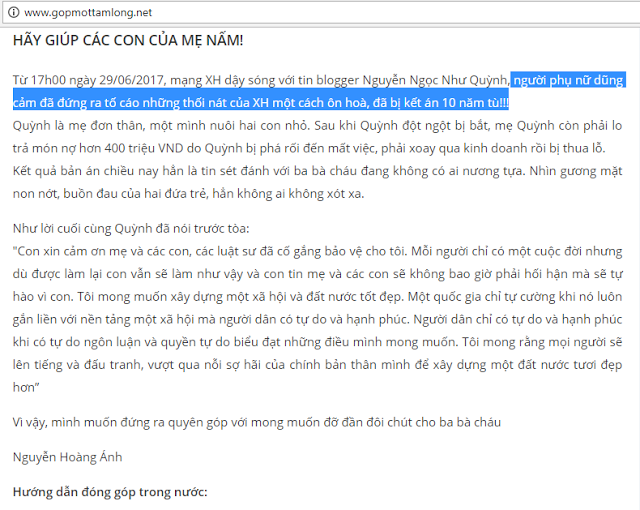 www.gopmottamlong.net
HÃY GIÚP CÁC CON CỦA MẸ NẤM!
Từ 17h00 ngày 29/06/2017, mạng XH dậy sóng với tin blogger Nguyễn Ngọc Như Quỳnh, người phụ nữ dũng
cảm đã đứng ra tố cáo những thối nát của XH một cách ôn hoà, đã bị kết án 10 năm tù!!!
Quỳnh là mẹ đơn thân, một mình nuôi hai con nhỏ. Sau khi Quỳnh đột ngột bị bắt, mẹ Quỳnh còn phải lo
trả món nợ hơn 400 triệu VND do Quỳnh bị phá rối đến mất việc, phải xoay qua kinh doanh rồi bị thua lỗ.
Kết quả bản án chiều nay hẳn là tin sét đánh với ba bà cháu đang không có ai nương tựa. Nhìn gương mặt
non nớt, buồn đau của hai đứa trẻ, hẳn không ai không xót xa.
Như lời cuối cùng Quỳnh đã nói trước tòa:
"Con xin cảm ơn mẹ và các con, các luật sư đã cố gắng bảo vệ cho tôi. Mỗi người chỉ có một cuộc đời nhưng
dù được làm lại con vẫn sẽ làm như vậy và con tin mẹ và các con sẽ không bao giờ phải hối hận mà sẽ tự
hào vì con. Tôi mong muốn xây dựng một xã hội và đất nước tốt đẹp. Một quốc gia chỉ tự cường khi nó luôn
gắn liền với nền tảng một xã hội mà người dân có tự do và hạnh phúc. Người dân chỉ có tự do và hạnh phúc
khi có tự do ngôn luận và quyền tự do biểu đạt những điều mình mong muốn. Tôi mong rằng mọi người sẽ
lên tiếng và đấu tranh, vượt qua nỗi sợ hãi của chính bản thân mình để xây dựng một đất nước tươi đẹp
hơn”
Vì vậy, mình muốn đứng ra quyên góp với mong muốn đỡ đần đôi chút cho ba bà cháu
Nguyễn Hoàng Ánh
Hướng dẫn đóng góp trong nước: